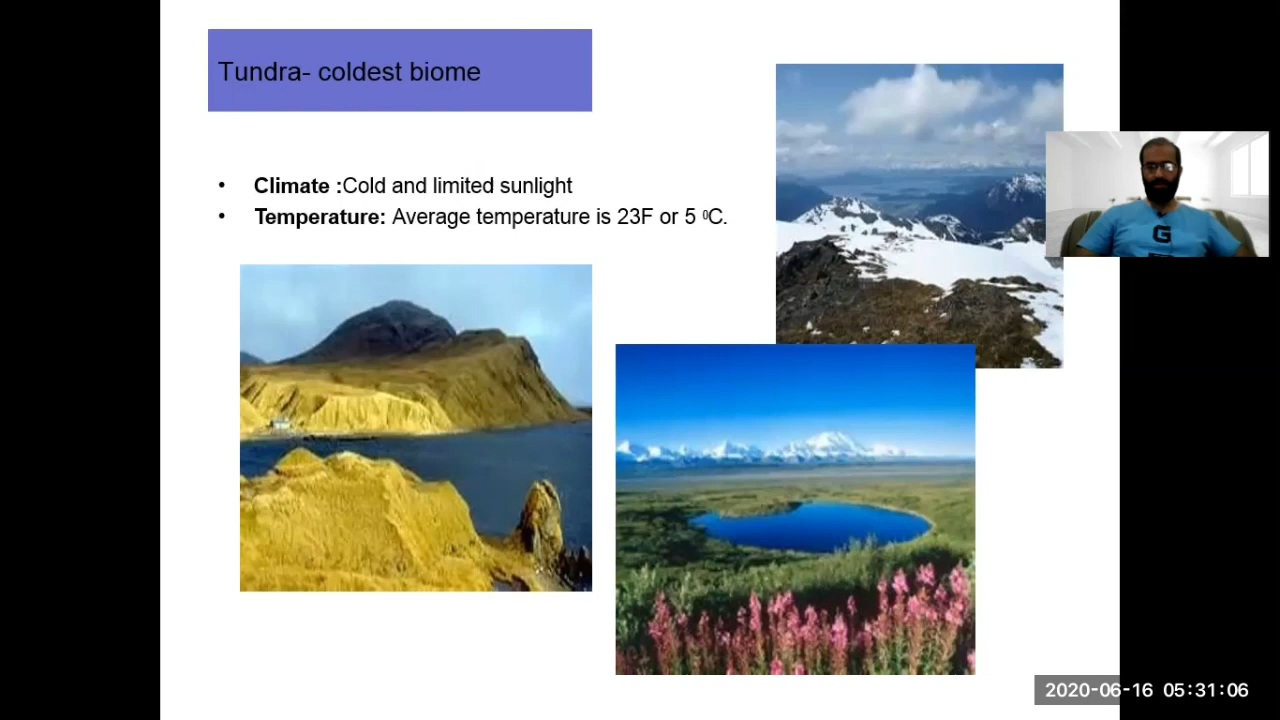 Tundra- coldest biome
• Climate :Cold and limited sunlight
• Temperature: Average temperature is 23F or 5 ⁰C.
G
2020-06-16 05:31:06